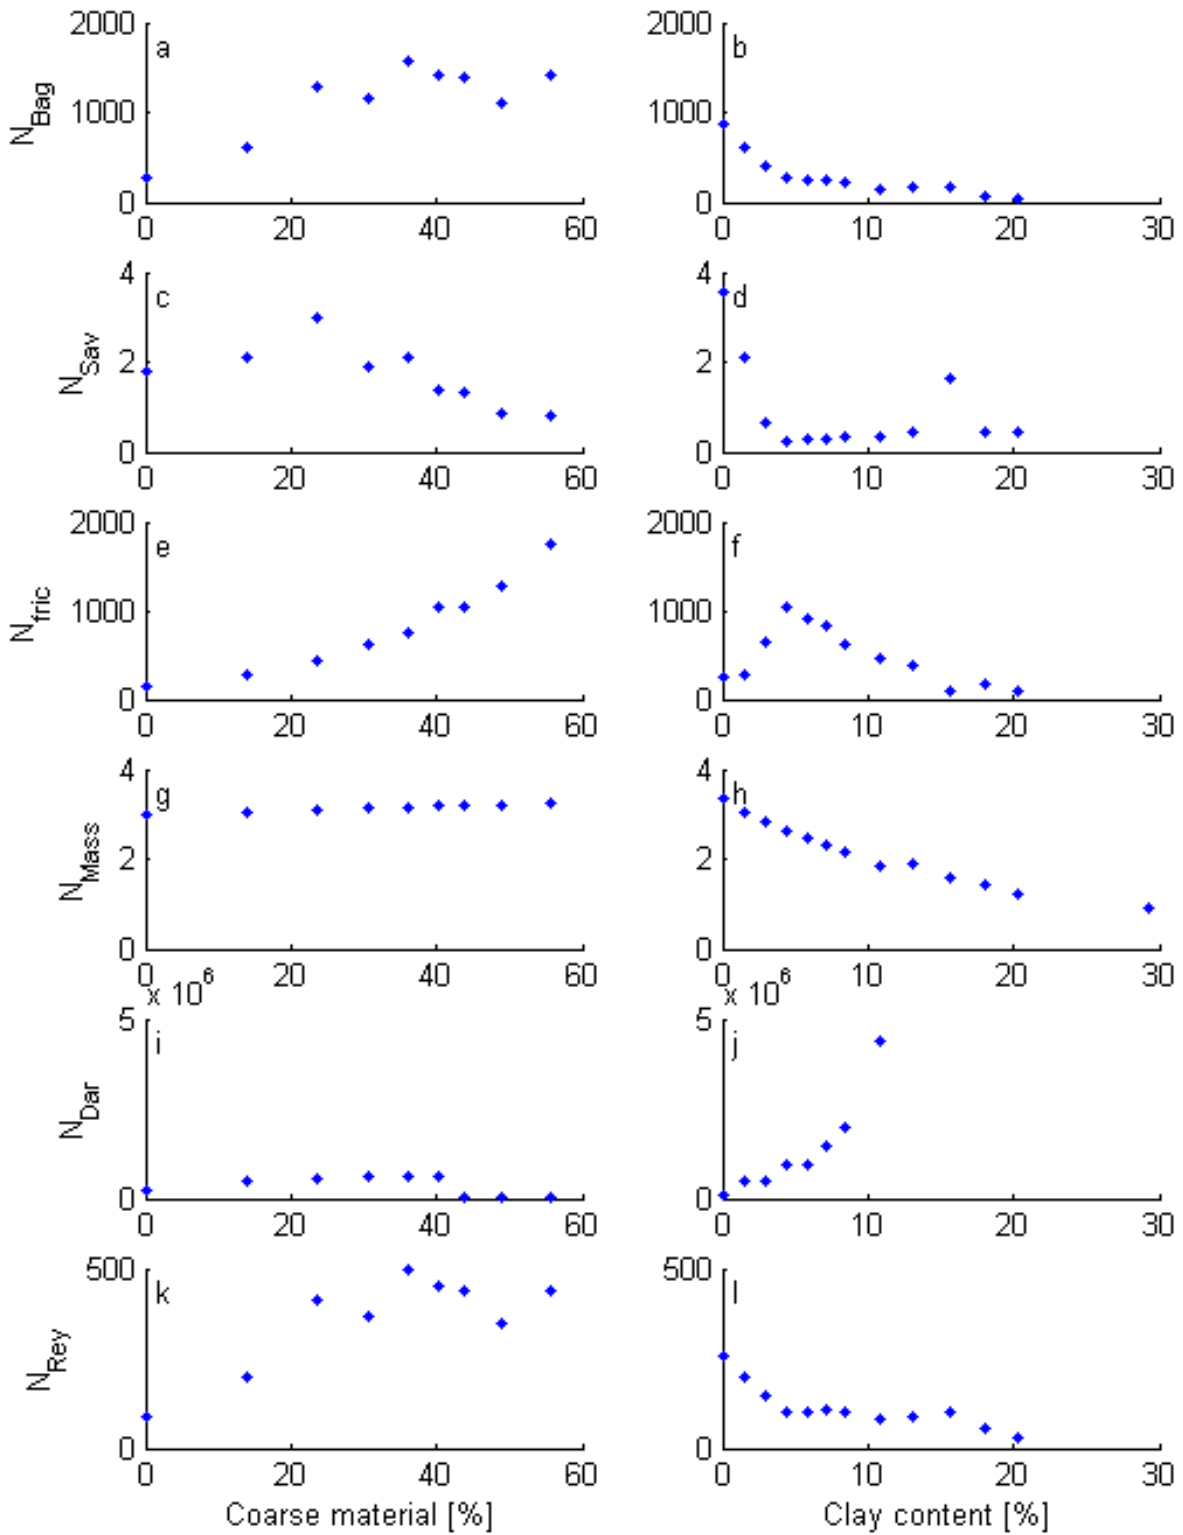 2000 a 2000 b
N_Bag
1000 1000
0 0
0 20 40 60 0 10 20 30
4 c 4 d
N_Sav
2 2
0 0
0 20 40 60 0 10 20 30
2000 e 2000 f
N_fric
1000 1000
0 0
0 20 40 60 0 10 20 30
4 g 4 h
N_Mass
2 2
0 0
0 20 40 60 0 10 20 30
x 10^6 x 10^6
5 i 5 j
N_Dar
0 0
0 20 40 60 0 10 20 30
500 k 500 l
N_Rey
0 0
0 20 40 60 0 10 20 30
Coarse material [%] Clay content [%]